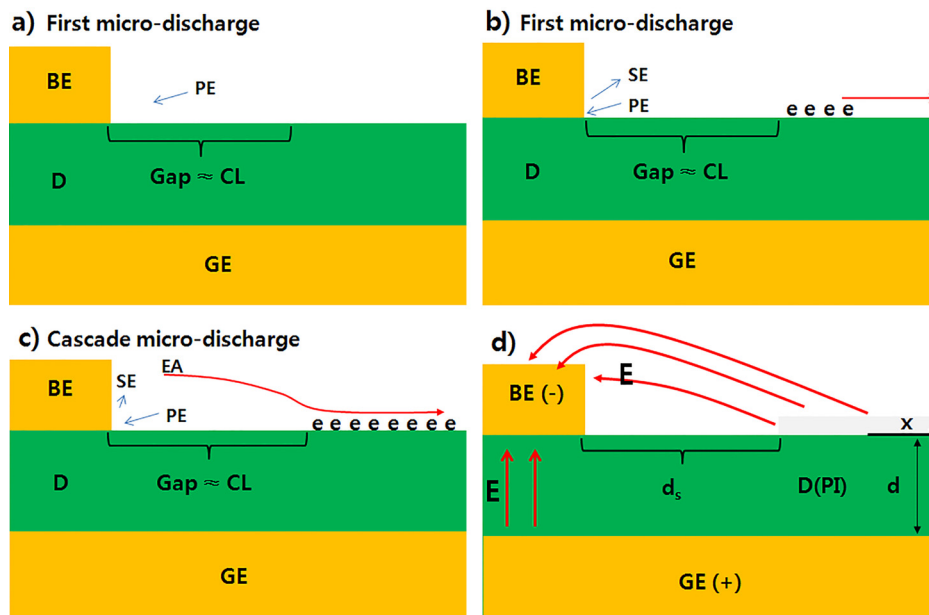 a) First micro-discharge
BE
PE
D
Gap ≈ CL
GE
b) First micro-discharge
BE
SE
PE
e e e e
D
Gap ≈ CL
GE
c) Cascade micro-discharge
BE
SE
EA
PE
e e e e e e e e
D
Gap ≈ CL
GE
d)
BE (-)
E
x
E
dₛ
D(PI)
d
GE (+)